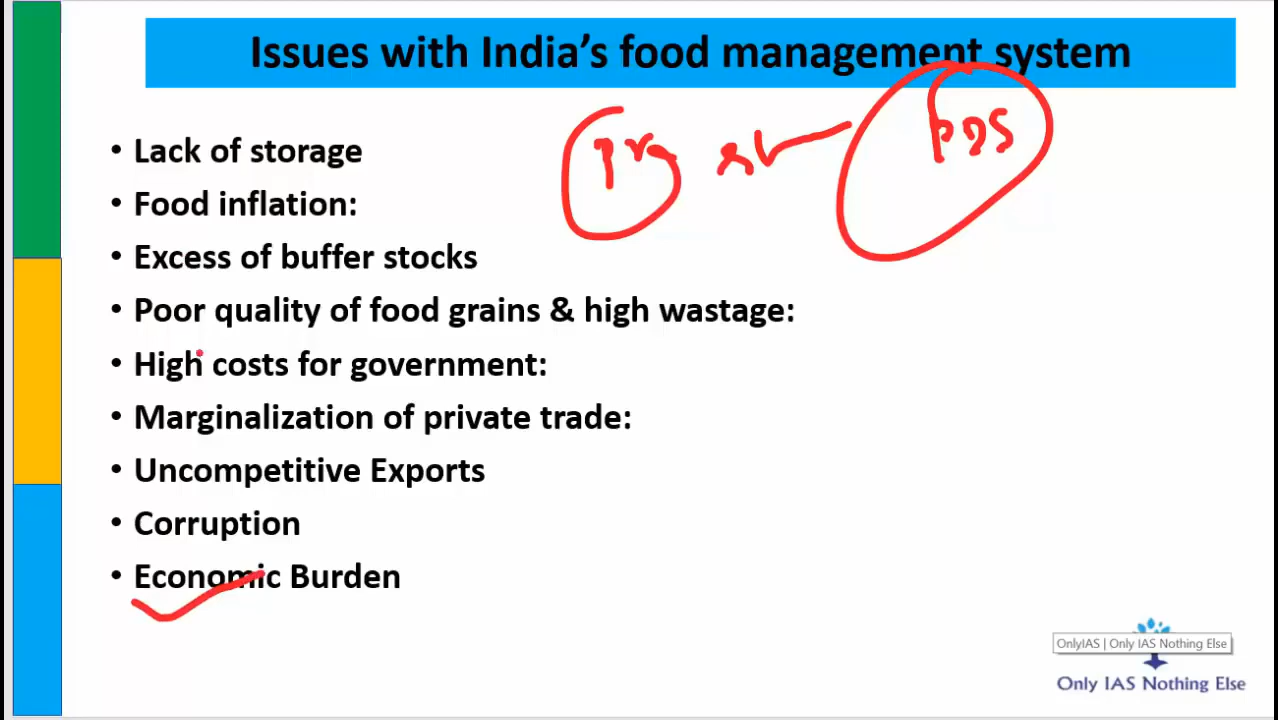 Issues with India's food management system
• Lack of storage
• Food inflation:
• Excess of buffer stocks
• Poor quality of food grains & high wastage:
• High costs for government:
• Marginalization of private trade:
• Uncompetitive Exports
• Corruption
• Economic Burden
PDS
OnlyIAS | Only IAS Nothing Else
Only IAS Nothing Else